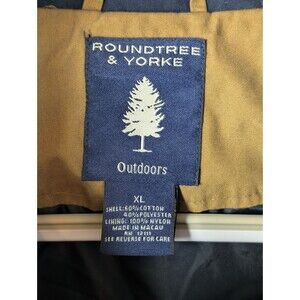 ROUNDTREE
& YORKE
Outdoors
XL
SHELL: 60% COTTON
40% POLYESTER
LINING: 100% NYLON
MADE IN MACAU
RN
SEE REVERSE FOR CARE